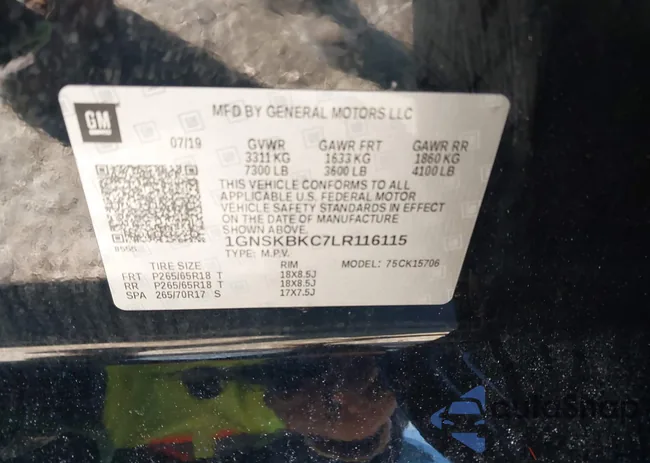 GM
MFD BY GENERAL MOTORS LLC
07/19 GVWR GAWR FRT GAWR RR
3311 KG 1633 KG 1860 KG
7300 LB 3600 LB 4100 LB
THIS VEHICLE CONFORMS TO ALL
APPLICABLE U.S. FEDERAL MOTOR
VEHICLE SAFETY STANDARDS IN EFFECT
ON THE DATE OF MANUFACTURE
SHOWN ABOVE.
1GNSKBKC7LR116115
TYPE: M.P.V. MODEL: 75CK15706
TIRE SIZE RIM
FRT P265/65R18 T 18X8.5J
RR P265/65R18 T 18X8.5J
SPA 265/70R17 S 17X7.5J
autoSnap